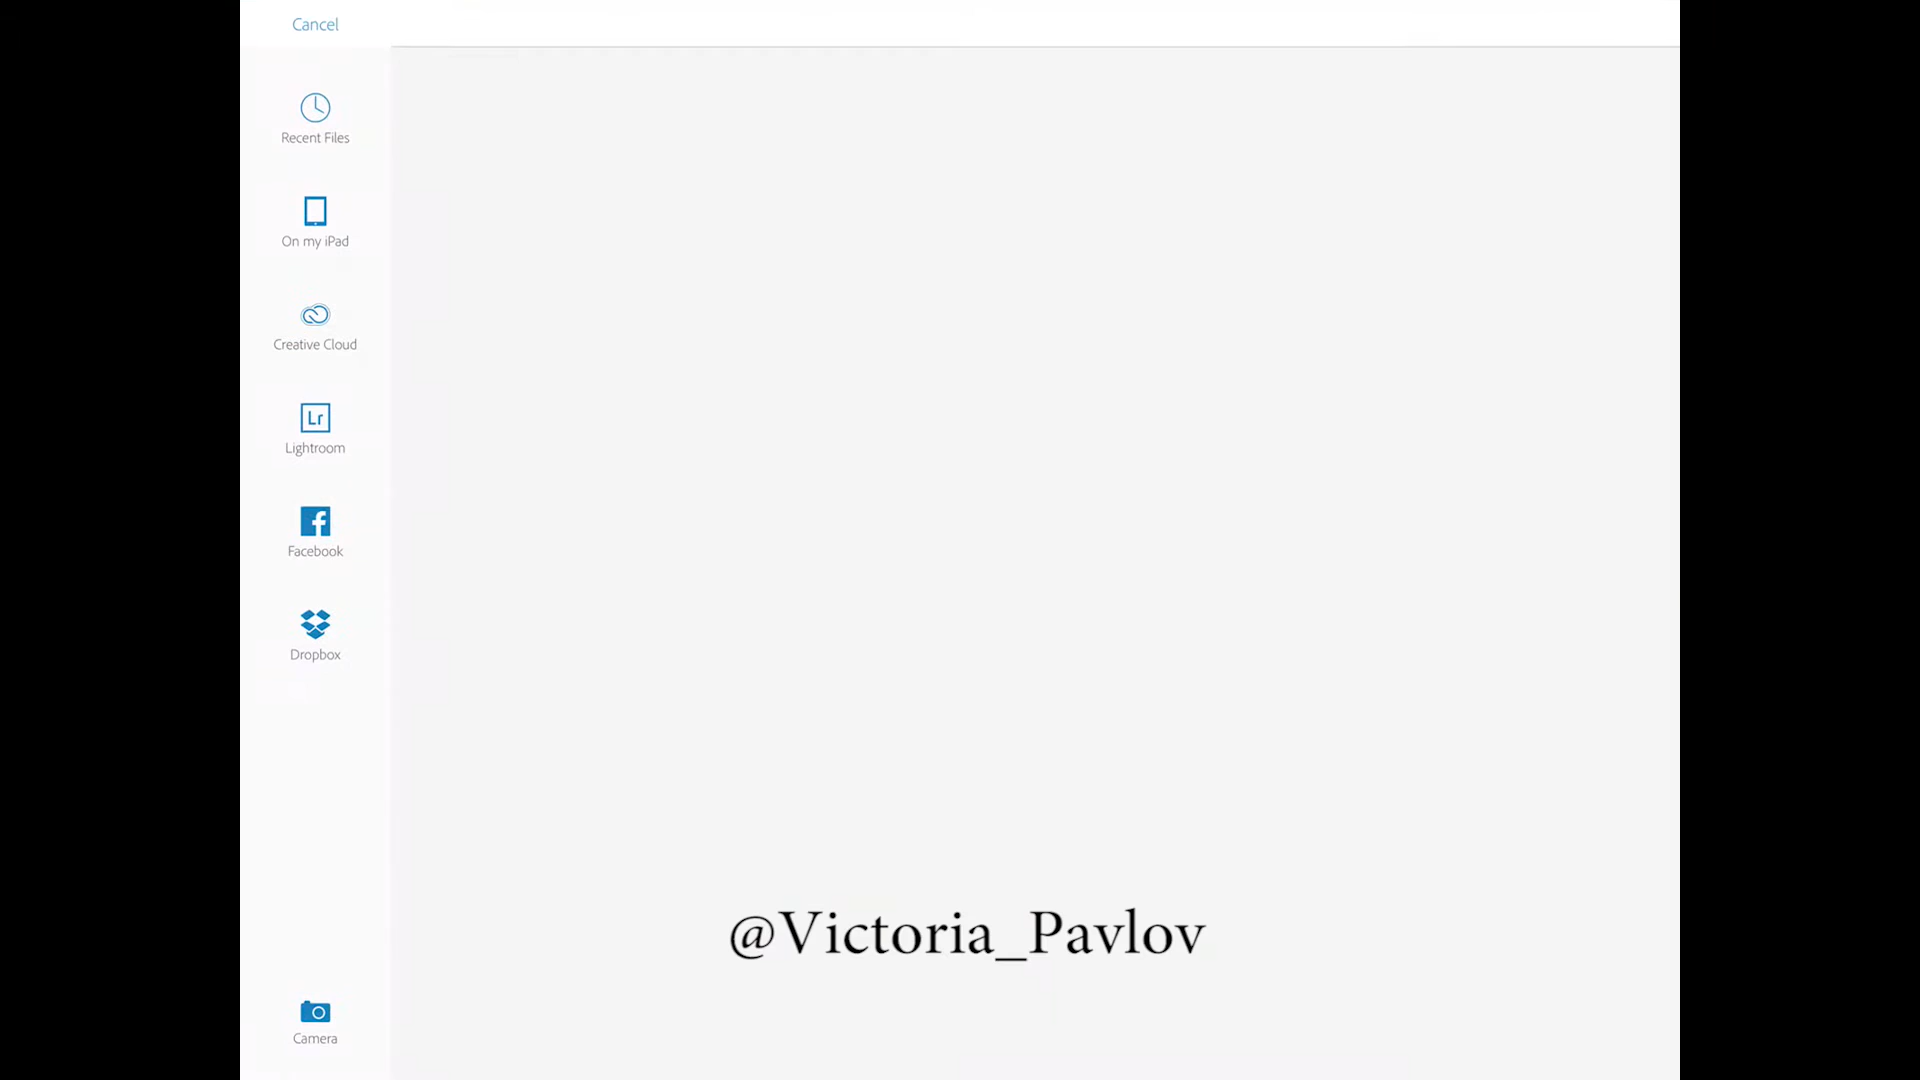 Cancel
Recent Files
On my iPad
Creative Cloud
Lr
Lightroom
Facebook
Dropbox
@Victoria_Pavlov
Camera